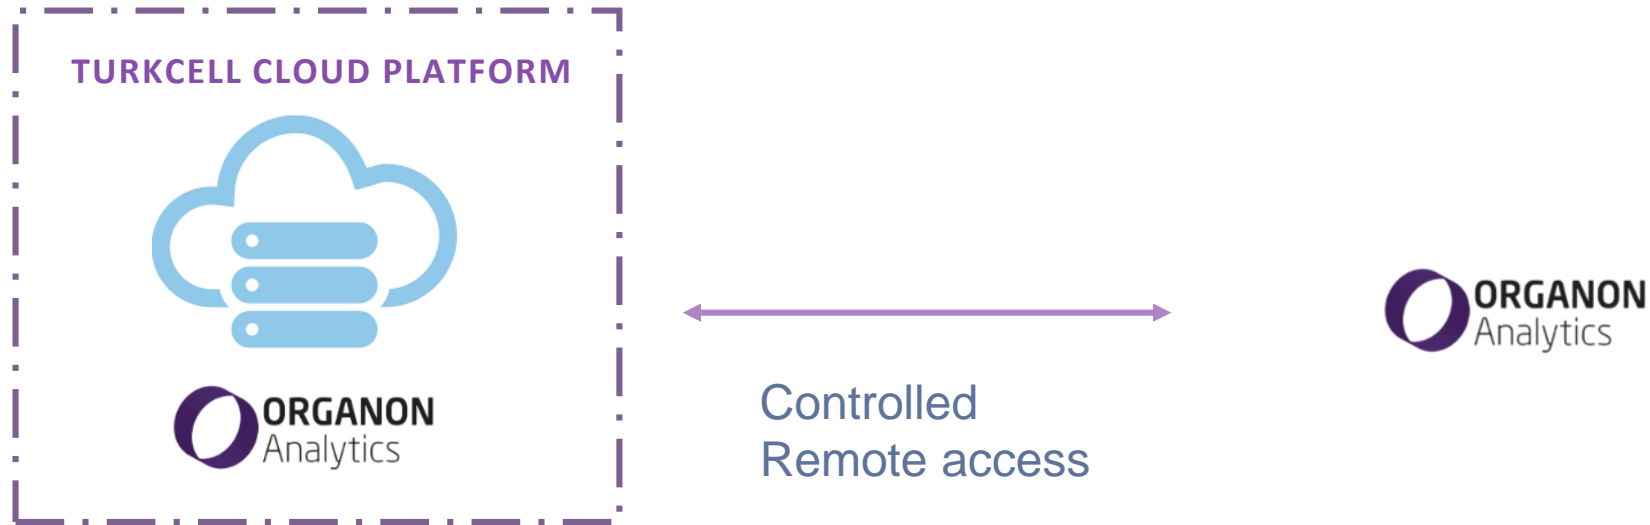 TURKCELL CLOUD PLATFORM
ORGANON
Analytics
Controlled
Remote access
ORGANON
Analytics